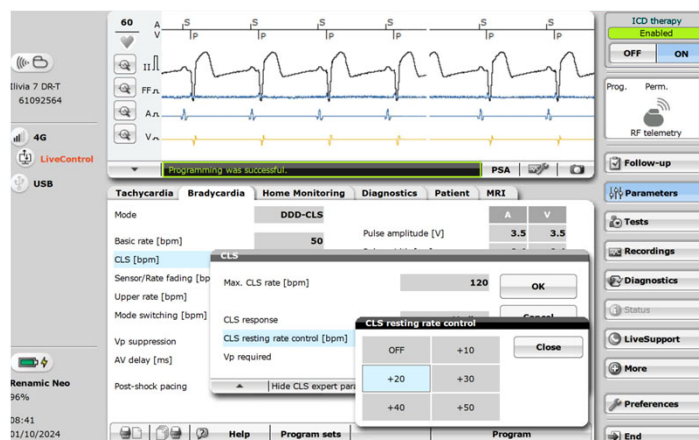 60 A S S S S S
V P P P P P
II
FF
A
V
Ilivia 7 DR-T
61092564
4G
LiveControl
USB
Renamic Neo
96%
08:41
01/10/2024
Programming was successful.
PSA
Tachycardia Bradycardia Home Monitoring Diagnostics Patient MRI
Mode DDD-CLS A V
Pulse amplitude [V] 3.5 3.5
Basic rate [bpm] 50
CLS [bpm]
Sensor/Rate fading [bp
Upper rate [bpm]
Mode switching [bpm]
Vp suppression
AV delay [ms]
Post-shock pacing
CLS
Max. CLS rate [bpm] 120 OK
CLS response Cancel
CLS resting rate control [bpm]
Vp required
Hide CLS expert par
CLS resting rate control
OFF +10 Close
+20 +30
+40 +50
Help Program sets Program
ICD therapy
Enabled
OFF ON
Prog. Perm.
RF telemetry
Follow-up
Parameters
Tests
Recordings
Diagnostics
Status
LiveSupport
More
Preferences
End